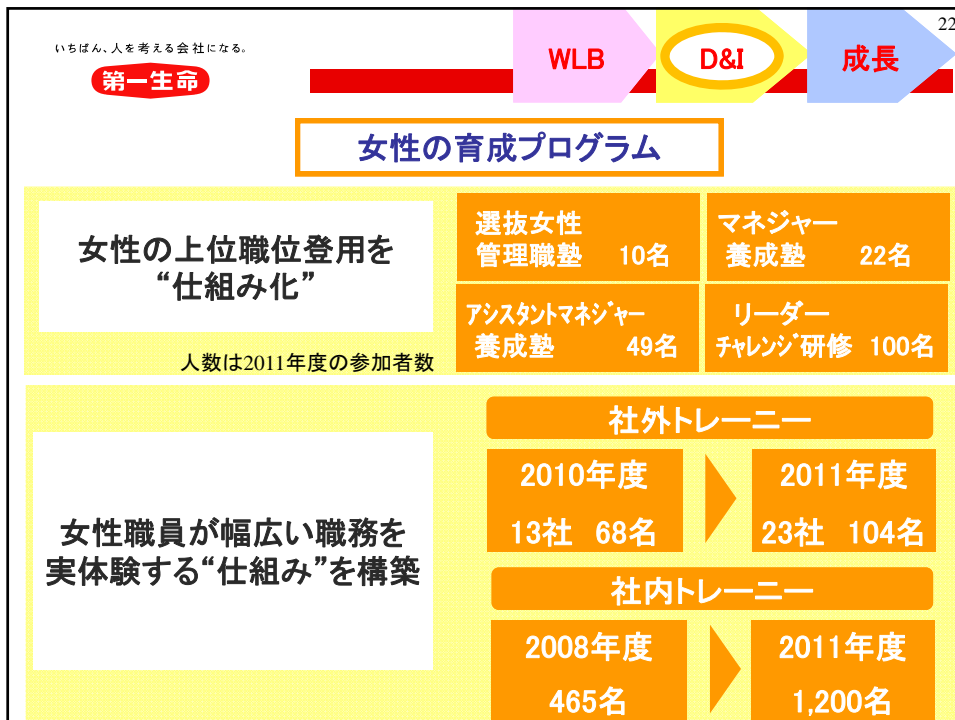 22
いちばん、人を考える会社になる。
第一生命
WLB
D&I
成長
女性の育成プログラム
女性の上位職位登用を
“仕組み化”
人数は2011年度の参加者数
選抜女性
管理職塾 10名
マネジャー
養成塾 22名
アシスタントマネジャー
養成塾 49名
リーダー
チャレンジ研修 100名
女性職員が幅広い職務を
実体験する“仕組み”を構築
社外トレーニー
2010年度
13社 68名
2011年度
23社 104名
社内トレーニー
2008年度
465名
2011年度
1,200名